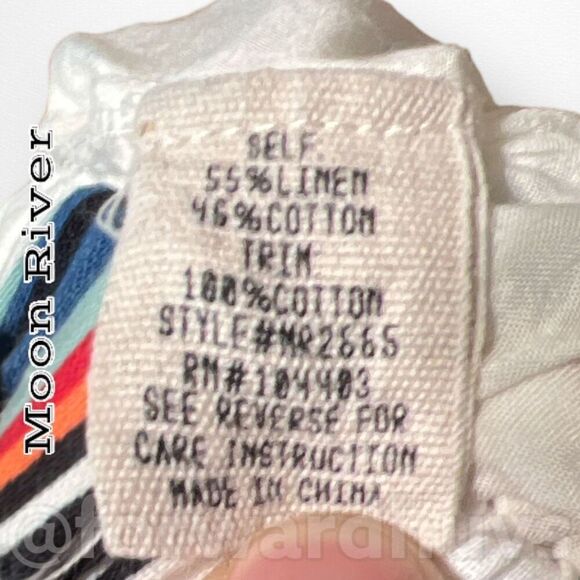 Moon River
SELF.
55%LINEN
46%COTTON
TRIM
100%COTTON
STYLE#MR2665
RN#104403
SEE REVERSE FOR
CARE INSTRUCTION
MADE IN CHINA